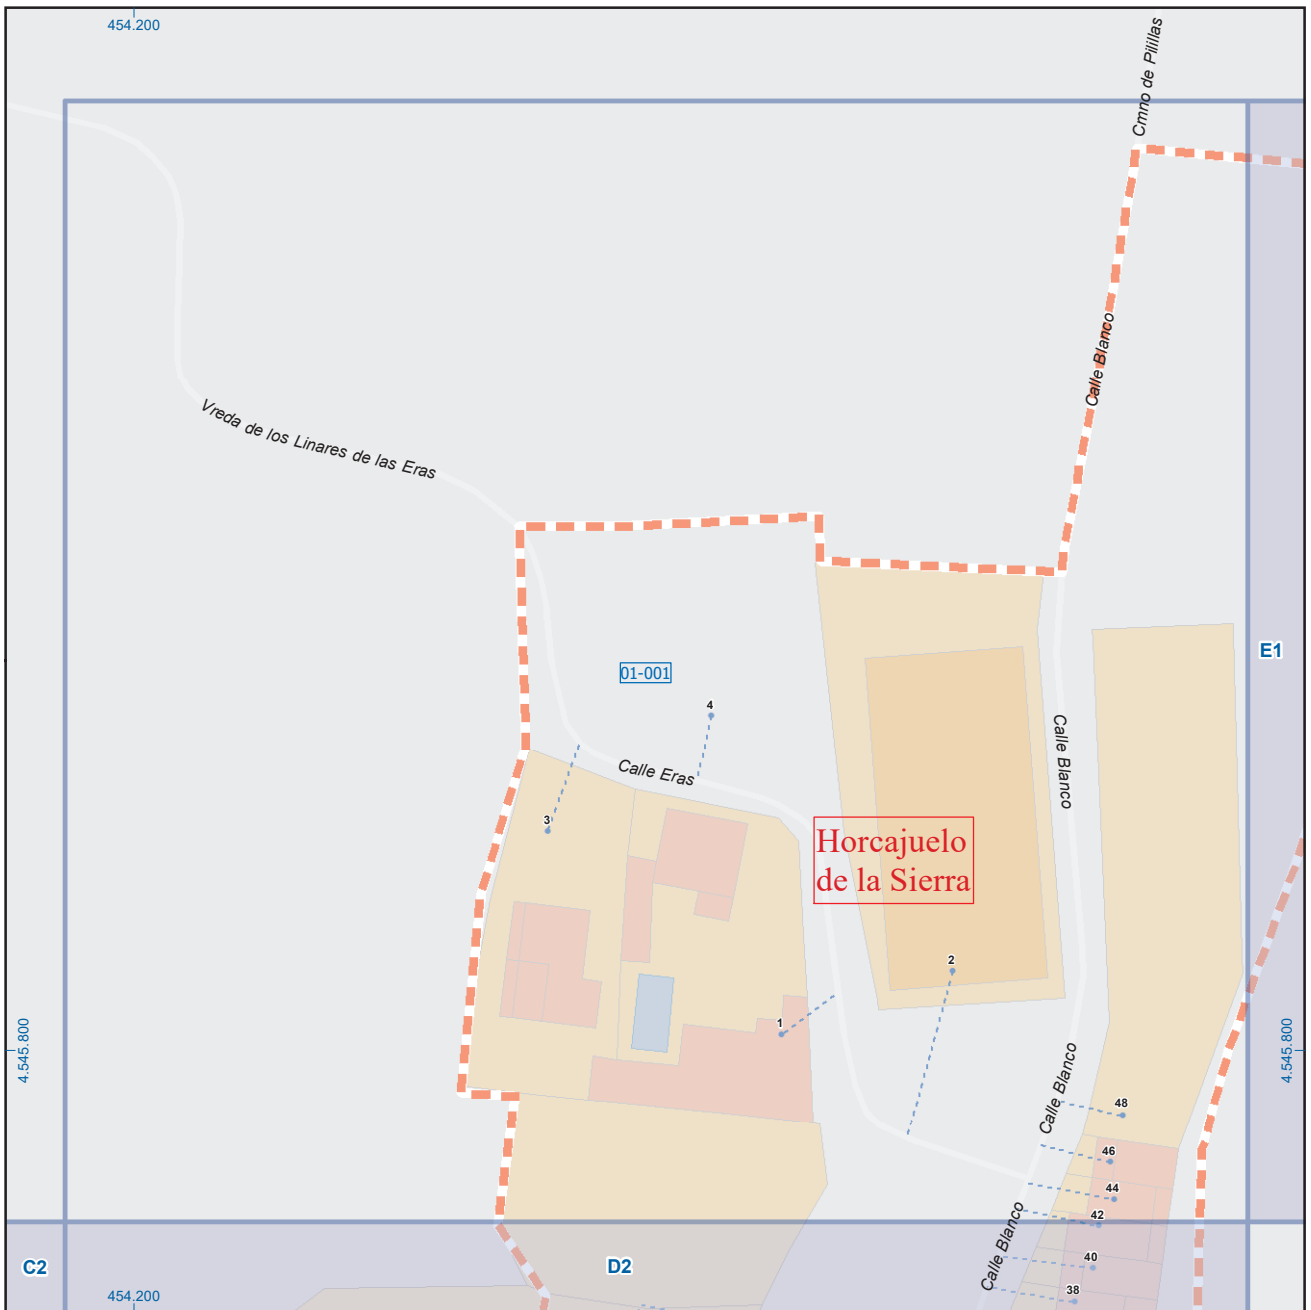 454.200
Cmno de Pilillas
Calle Blanco
Vreda de los Linares de las Eras
E1
01-001
4
Calle Eras
Calle Blanco
3
Horcajuelo
de la Sierra
2
1
4.545.800
4.545.800
Calle Blanco
48
46
44
42
Calle Blanco
40
C2
D2
38
454.200